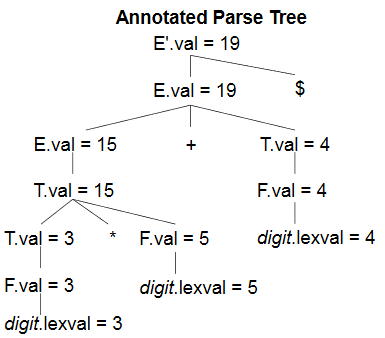 Annotated Parse Tree
E'.val = 19
E.val = 19 $
E.val = 15 + T.val = 4
T.val = 15 F.val = 4
T.val = 3 * F.val = 5 digit.lexval = 4
F.val = 3 digit.lexval = 5
digit.lexval = 3